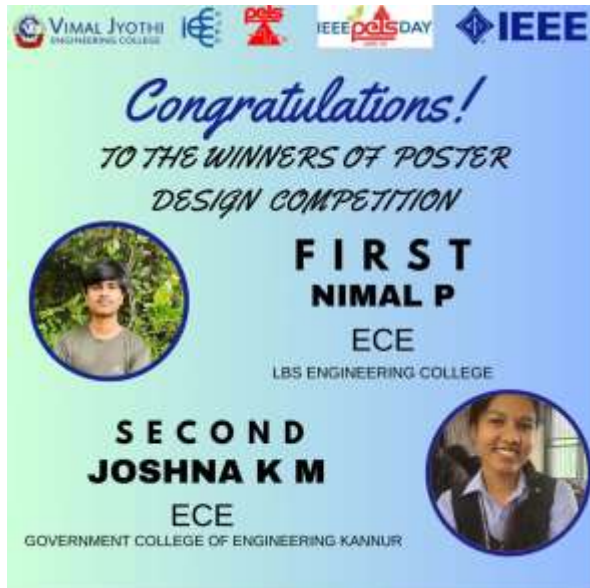 VIMAL JYOTHI
ENGINEERING COLLEGE
pels
IEEE pels DAY
IEEE
Congratulations!
TO THE WINNERS OF POSTER
DESIGN COMPETITION
FIRST
NIMAL P
ECE
LBS ENGINEERING COLLEGE
SECOND
JOSHNA K M
ECE
GOVERNMENT COLLEGE OF ENGINEERING KANNUR